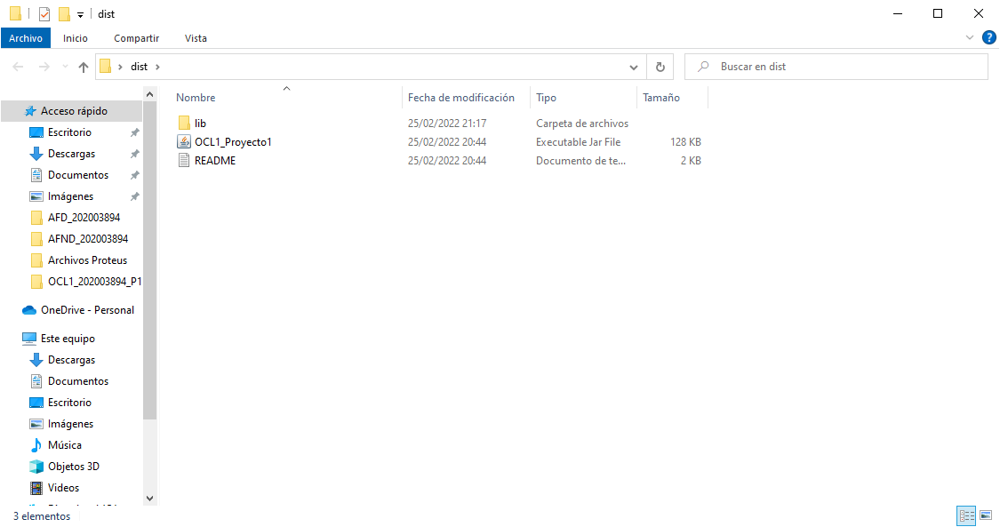 dist
Archivo Inicio Compartir Vista
dist
Buscar en dist
Nombre Fecha de modificación Tipo Tamaño
lib 25/02/2022 21:17 Carpeta de archivos
OCL1_Proyecto1 25/02/2022 20:44 Executable Jar File 128 KB
README 25/02/2022 20:44 Documento de te... 2 KB
Acceso rápido
Escritorio
Descargas
Documentos
Imágenes
AFD_202003894
AFND_202003894
Archivos Proteus
OCL1_202003894_P1
OneDrive - Personal
Este equipo
Descargas
Documentos
Escritorio
Imágenes
Música
Objetos 3D
Videos
3 elementos